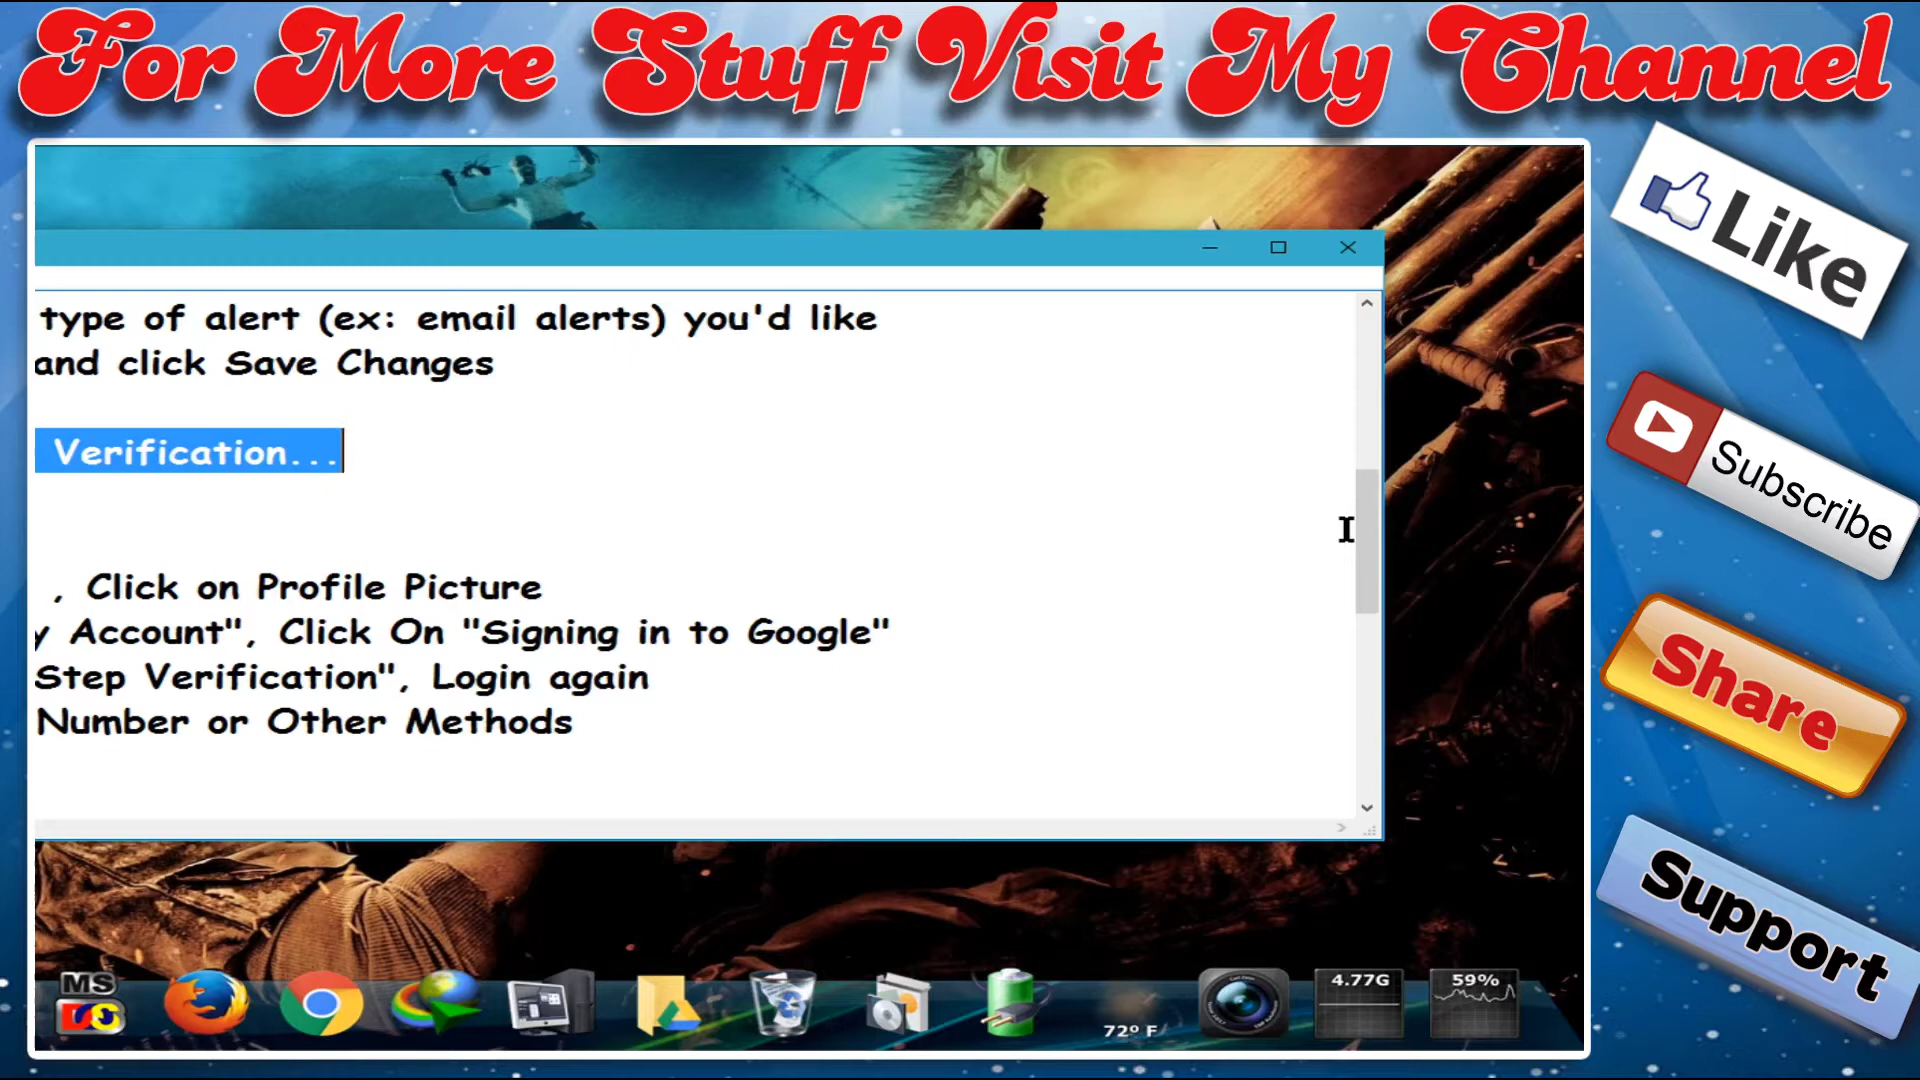 For More Stuff Visit My Channel
type of alert (ex: email alerts) you'd like
and click Save Changes
Verification...
, Click on Profile Picture
y Account", Click On "Signing in to Google"
Step Verification", Login again
Number or Other Methods
Like
Subscribe
Share
Support
MS
DOS
72º F
4.77G
59%